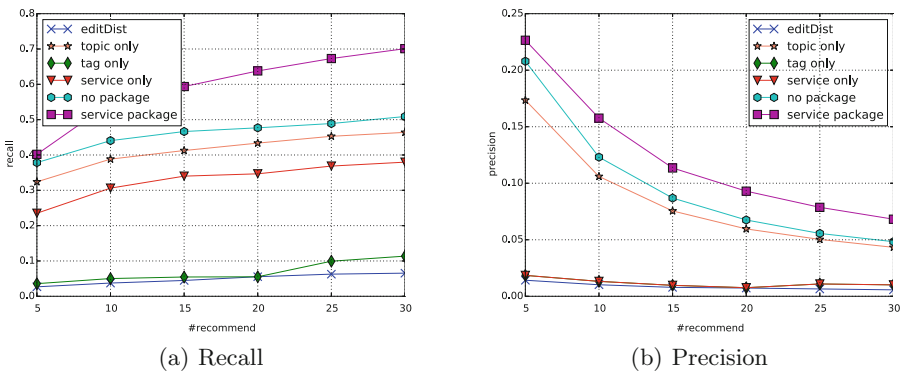 0.8
0.7
0.6
0.5
0.4
0.3
0.2
0.1
0.0
recall
editDist
topic only
tag only
service only
no package
service package
5 10 15 20 25 30
#recommend
(a) Recall
0.25
0.20
0.15
0.10
0.05
0.00
precision
editDist
topic only
tag only
service only
no package
service package
5 10 15 20 25 30
#recommend
(b) Precision